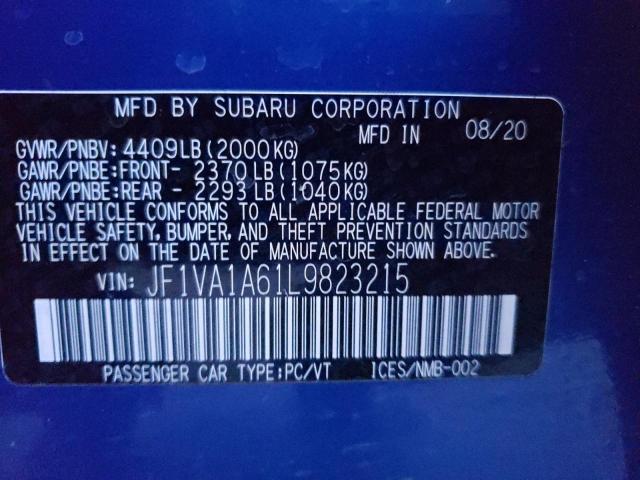 MFD BY SUBARU CORPORATION
MFD IN 08/20
GVWR/PNBV: 4409LB (2000KG)
GAWR/PNBE:FRONT- 2370LB (1075KG)
GAWR/PNBE:REAR - 2293LB (1040KG)
THIS VEHICLE CONFORMS TO ALL APPLICABLE FEDERAL MOTOR
VEHICLE SAFETY, BUMPER, AND THEFT PREVENTION STANDARDS
IN EFFECT ON THE DATE OF MANUFACTURE SHOWN ABOVE.
VIN: JF1VA1A61L9823215
PASSENGER CAR TYPE:PC/VT ICES/NMB-002